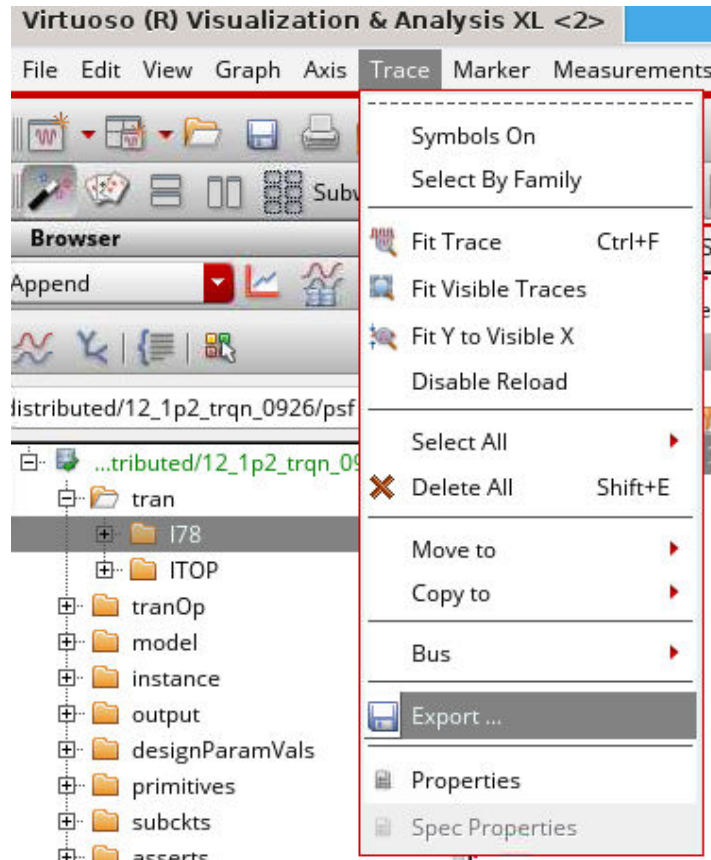 Virtuoso (R) Visualization & Analysis XL <2>
File Edit View Graph Axis Trace Marker Measurements
Symbols On
Select By Family
Fit Trace Ctrl+F
Fit Visible Traces
Fit Y to Visible X
Disable Reload
Select All
Delete All Shift+E
Move to
Copy to
Bus
Export ...
Properties
Spec Properties
Browser
Append
listributed/12_1p2_trqn_0926/psf
...tributed/12_1p2_trqn_09
tran
I78
ITOP
tranOp
model
instance
output
designParamVals
primitives
subckts
asserts